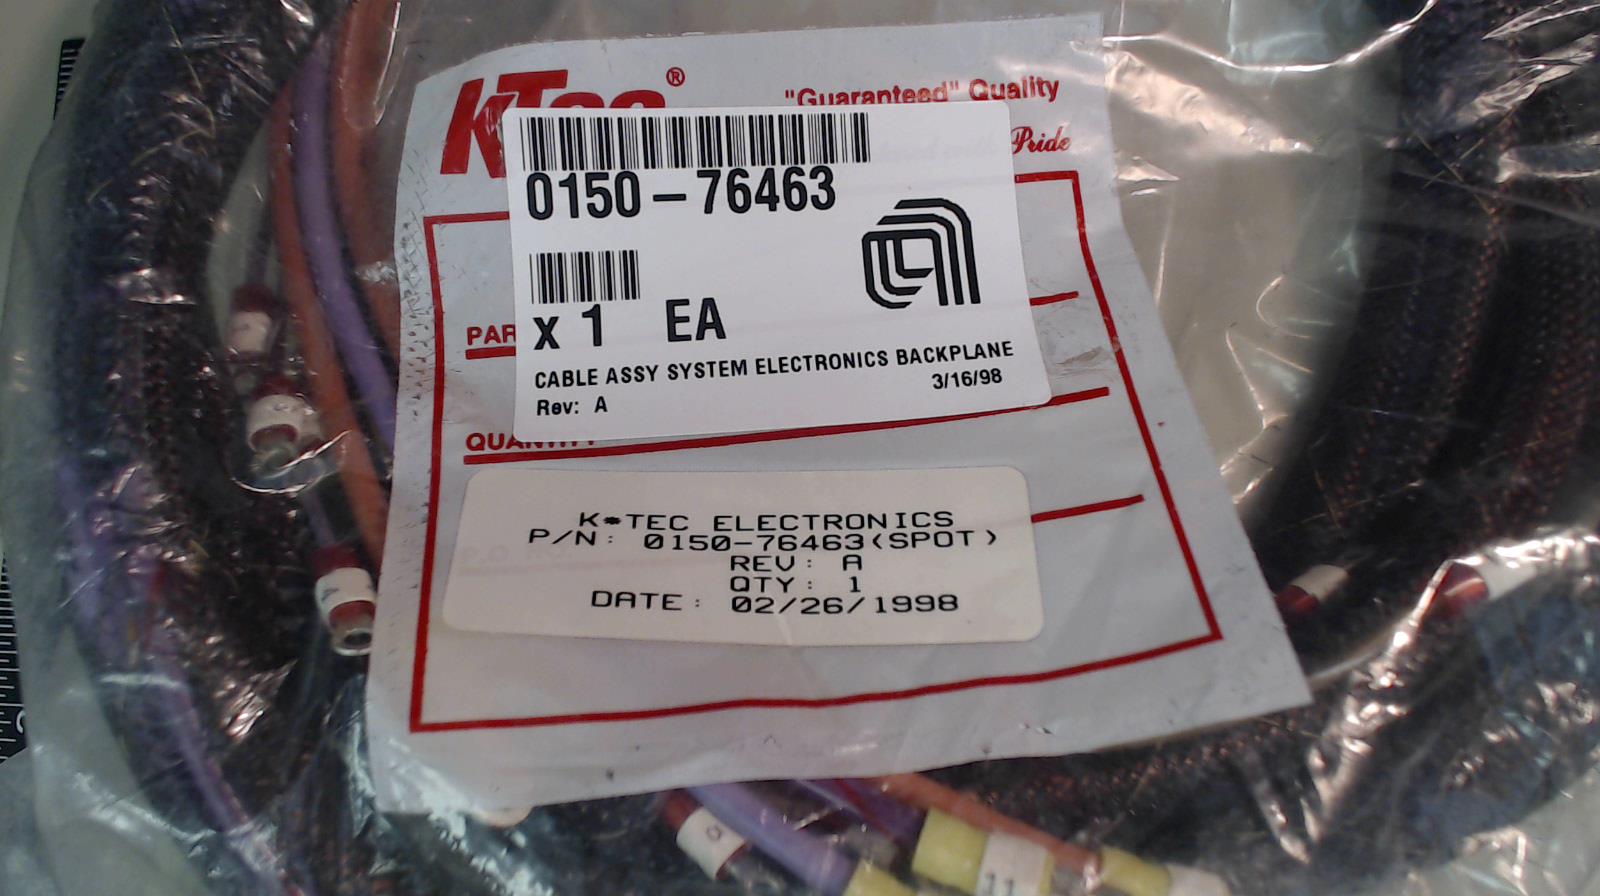 KTec®
"Guaranteed" Quality
Pride
0150-76463
x 1 EA
CABLE ASSY SYSTEM ELECTRONICS BACKPLANE
3/16/98
Rev: A
PAR
QUANTITY
K*TEC ELECTRONICS
P/N: 0150-76463(SPOT)
REV: A
QTY: 1
DATE: 02/26/1998
11